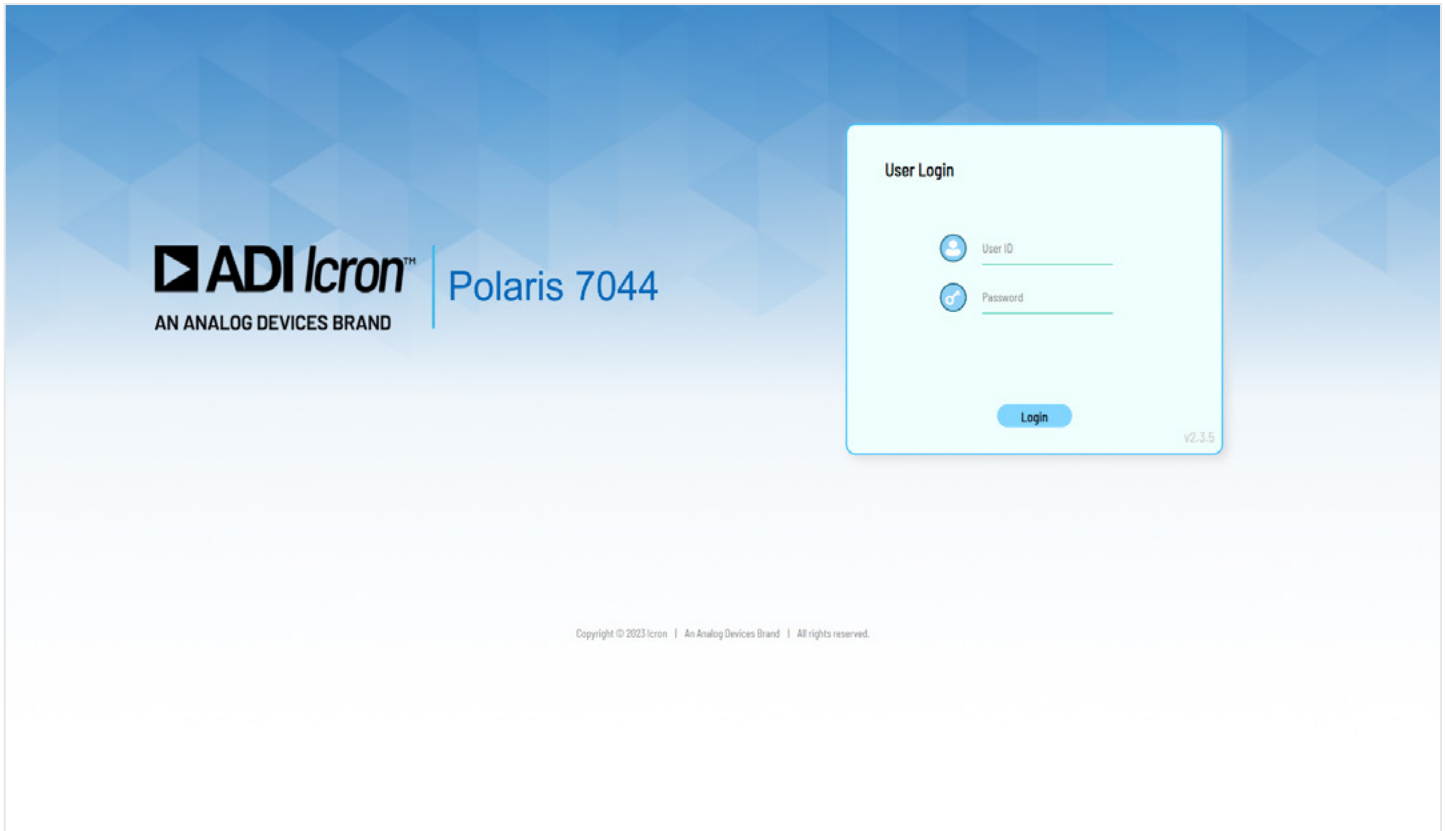 ADI Icron™
AN ANALOG DEVICES BRAND
Polaris 7044
User Login
User ID
Password
Login
v2.3.5
Copyright © 2023 Icron | An Analog Devices Brand | All rights reserved.